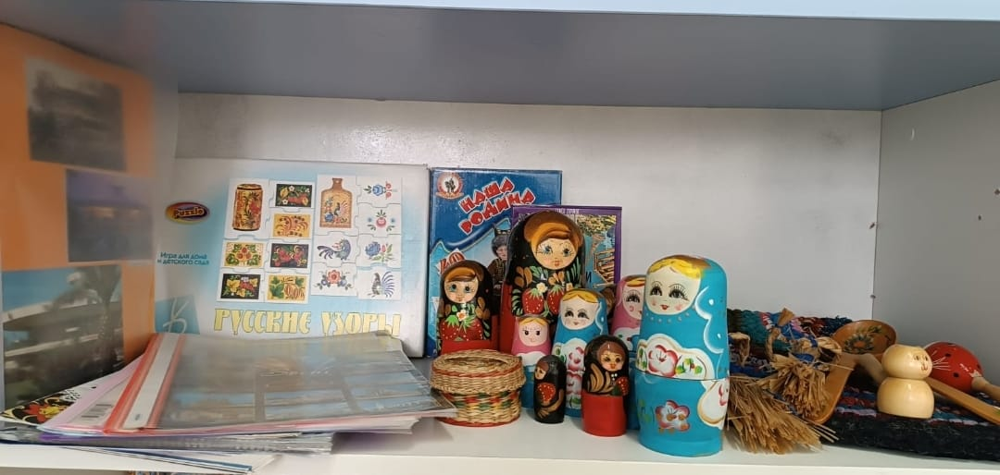 Puzzle
Игра для дома
и детского сада
РУССКИЕ УЗОРЫ
НАША
РОДИНА